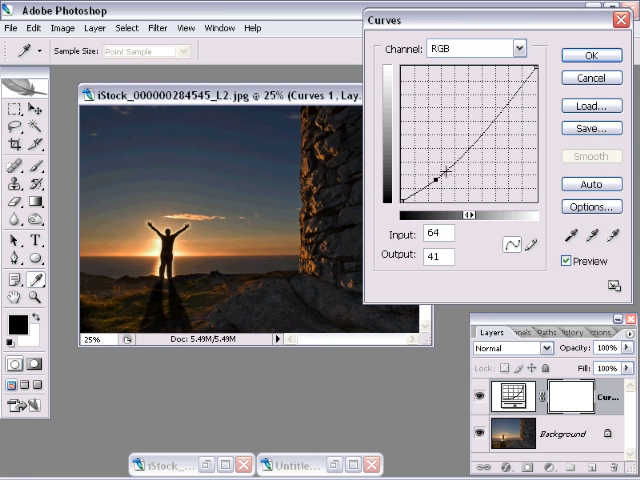 Adobe Photoshop
File Edit Image Layer Select Filter View Window Help
Sample Size: Point Sample
Curves
Channel: RGB
OK
Cancel
Load...
Save...
Smooth
Auto
Options...
Input: 64
Output: 41
Preview
iStock_000000284545_L2.jpg @ 25% (Curves 1, Lay...
25% Doc: 5.49M/5.49M
Layers Paths
Normal Opacity: 100%
Lock: Fill: 100%
Cur...
Background
iStock_... Untitle...